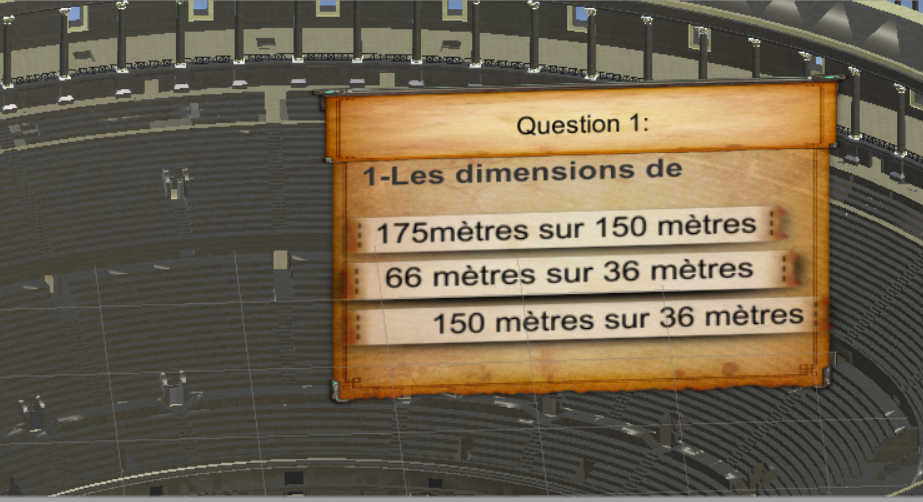 Question 1:
1-Les dimensions de
175mètres sur 150 mètres
66 mètres sur 36 mètres
150 mètres sur 36 mètres